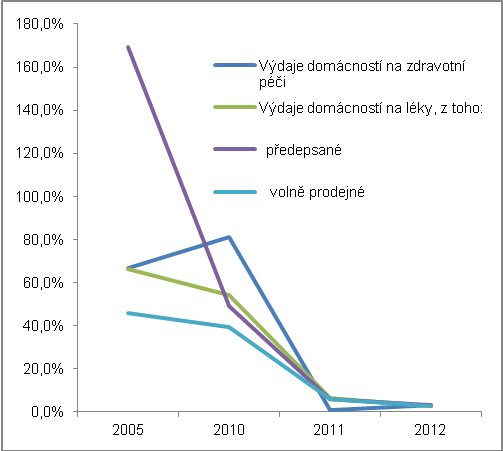 180,0%
160,0%
140,0%
120,0%
100,0%
80,0%
60,0%
40,0%
20,0%
0,0%
Výdaje domácností na zdravotní
péči
Výdaje domácností na léky, z toho:
předepsané
volně prodejné
2005 2010 2011 2012